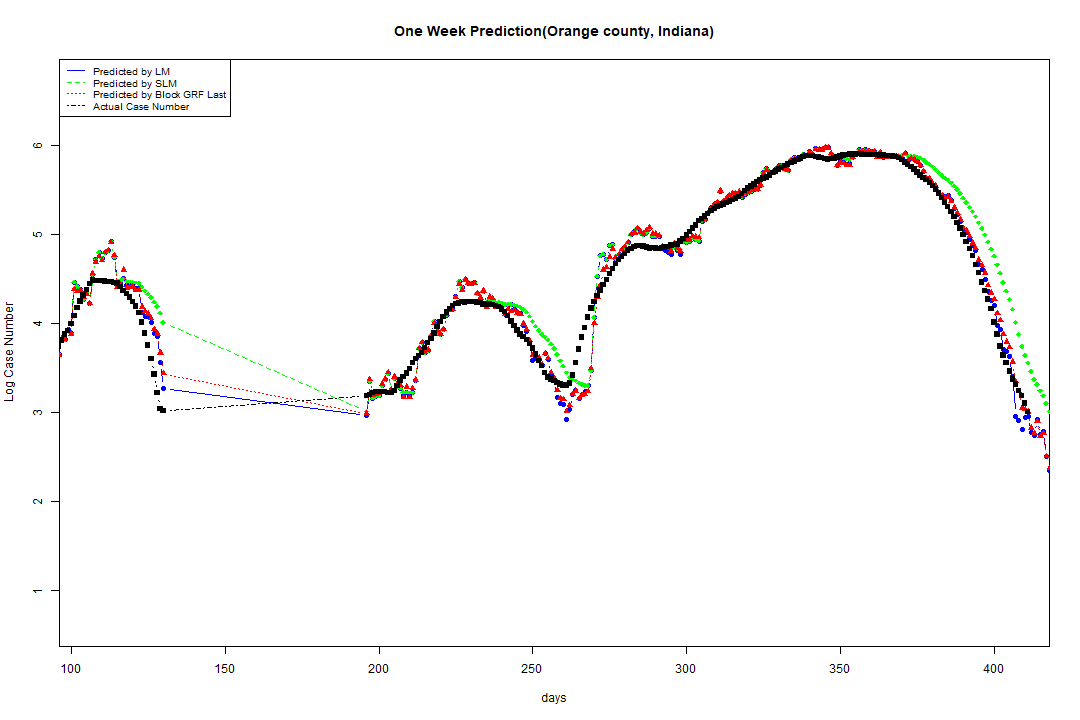 One Week Prediction(Orange county, Indiana)
Predicted by LM
Predicted by SLM
Predicted by Block GRF Last
Actual Case Number
6
5
4
3
2
1
Log Case Number
100 150 200 250 300 350 400
days